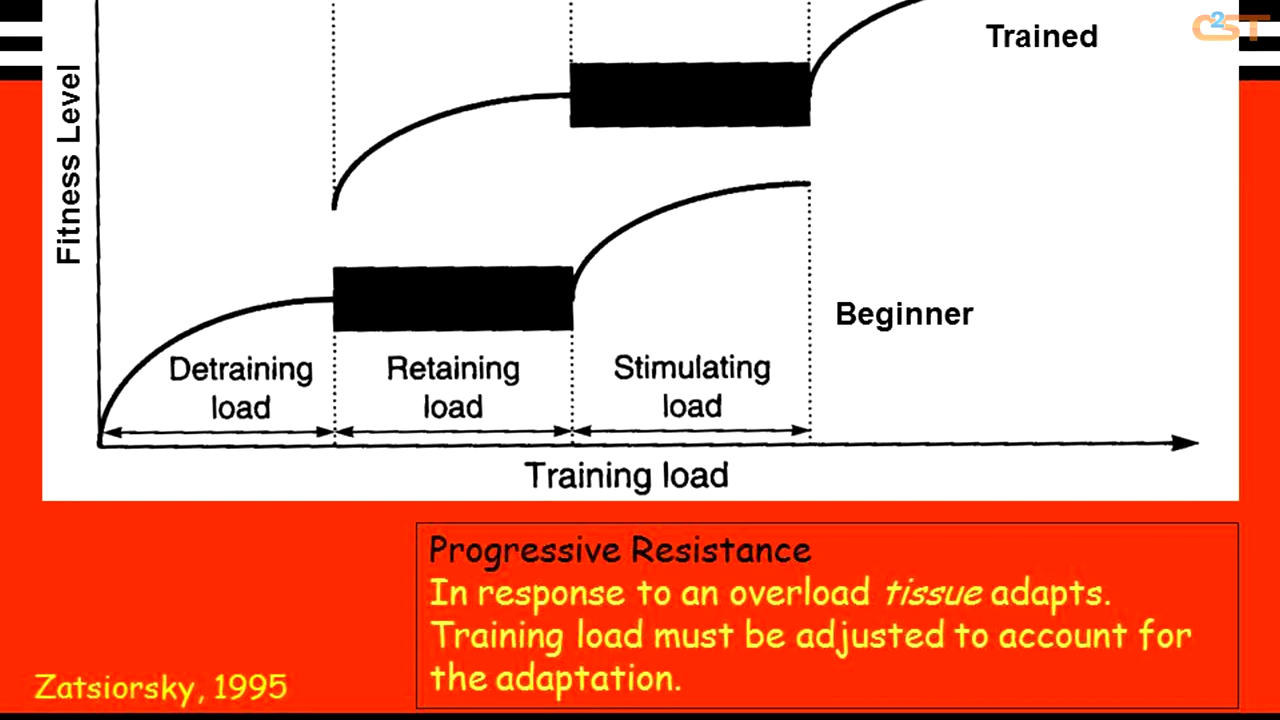 C2ST
Trained
Fitness Level
Beginner
Detraining
load
Retaining
load
Stimulating
load
Training load
Progressive Resistance
In response to an overload tissue adapts.
Training load must be adjusted to account for
the adaptation.
Zatsiorsky, 1995